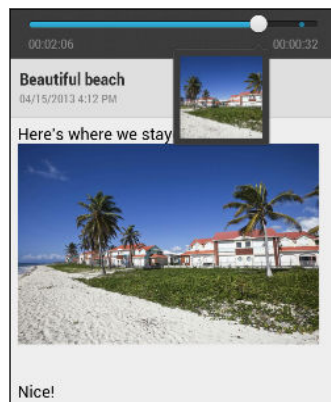 00:02:06
00:00:32
Beautiful beach
04/15/2013 4:12 PM
Here's where we stay
Nice!